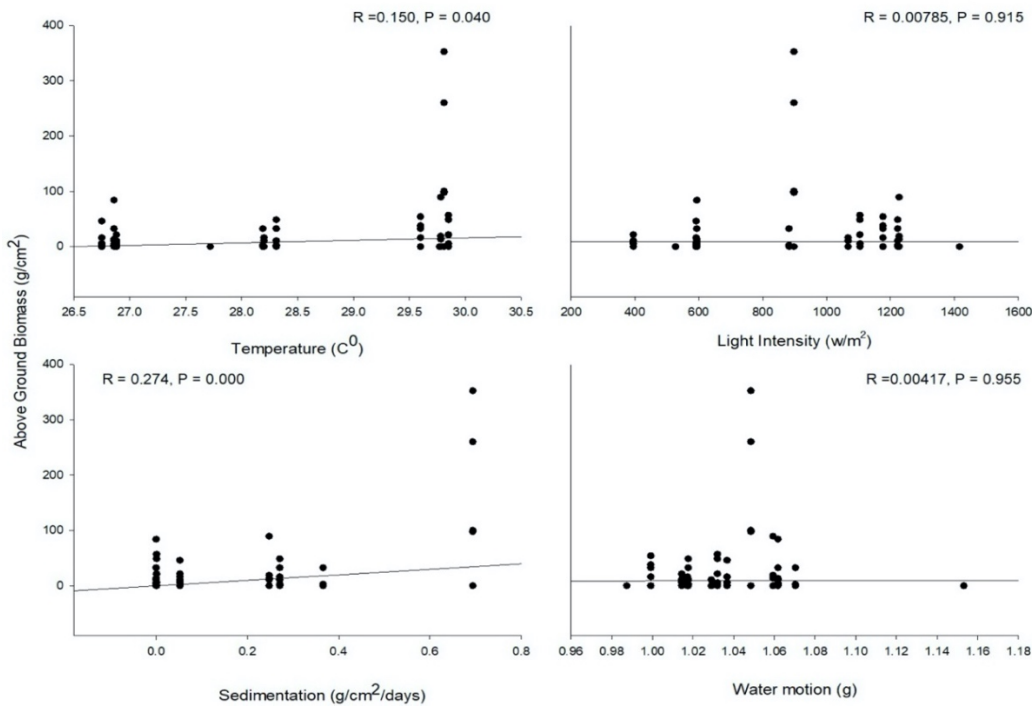 R =0.150, P = 0.040
400
300
200
100
0
26.5 27.0 27.5 28.0 28.5 29.0 29.5 30.0 30.5
Temperature (C⁰)
R = 0.00785, P = 0.915
200 400 600 800 1000 1200 1400 1600
Light Intensity (w/m²)
Above Ground Biomass (g/cm²)
R = 0.274, P = 0.000
400
300
200
100
0
0.0 0.2 0.4 0.6 0.8
Sedimentation (g/cm²/days)
R =0.00417, P = 0.955
0.96 0.98 1.00 1.02 1.04 1.06 1.08 1.10 1.12 1.14 1.16 1.18
Water motion (g)